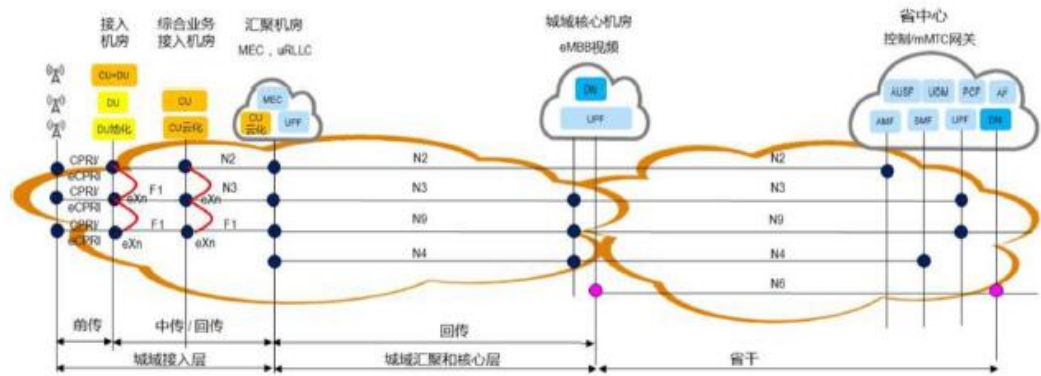 接入
机房
综合业务
接入机房
汇聚机房
MEC，uRLLC
城域核心机房
eMBB视频
省中心
控制/mMTC网关
CU+DU
DU
CU
MEC
DN
AUSF UDM PCF AF
DU池化
CU云化
CU
云化
UPF
UPF
AMF SMF UPF DN
CPRI/
eCPRI
N2
N2
N2
CPRI/
eCPRI
eXn
F1
eXn
N3
N3
N3
CPRI/
eCPRI
eXn
F1
eXn
F1
N9
N9
N4
N4
N6
前传
中传/回传
回传
城域接入层
城域汇聚和核心层
省干